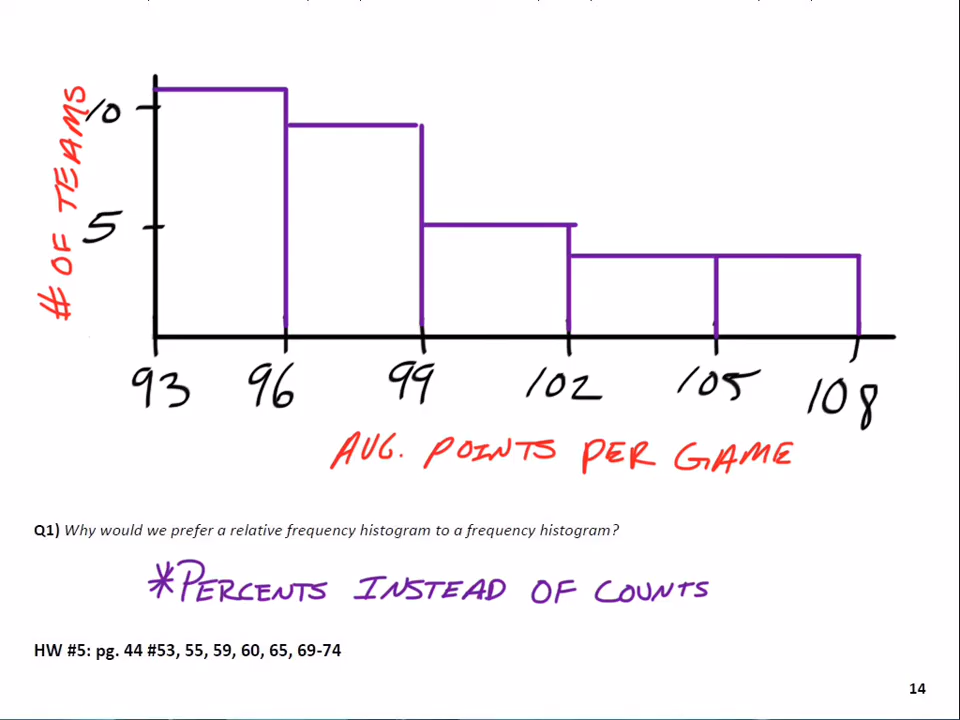 # OF TEAMS
10
5
93 96 99 102 105 108
AVG. POINTS PER GAME
Q1) Why would we prefer a relative frequency histogram to a frequency histogram?
*PERCENTS INSTEAD OF COUNTS
HW #5: pg. 44 #53, 55, 59, 60, 65, 69-74
14